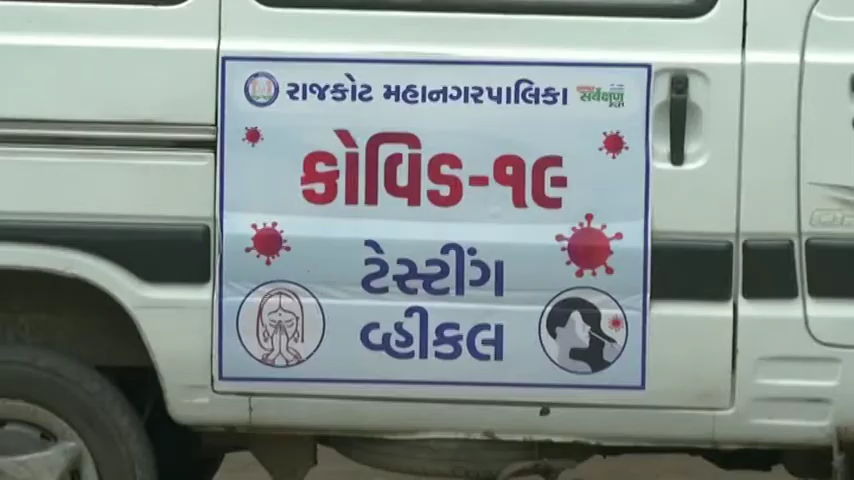 રાજકોટ મહાનગરપાલિકા
સર્વેક્ષણ
કોવિડ-૧૯
ટેસ્ટીંગ
વ્હીકલ